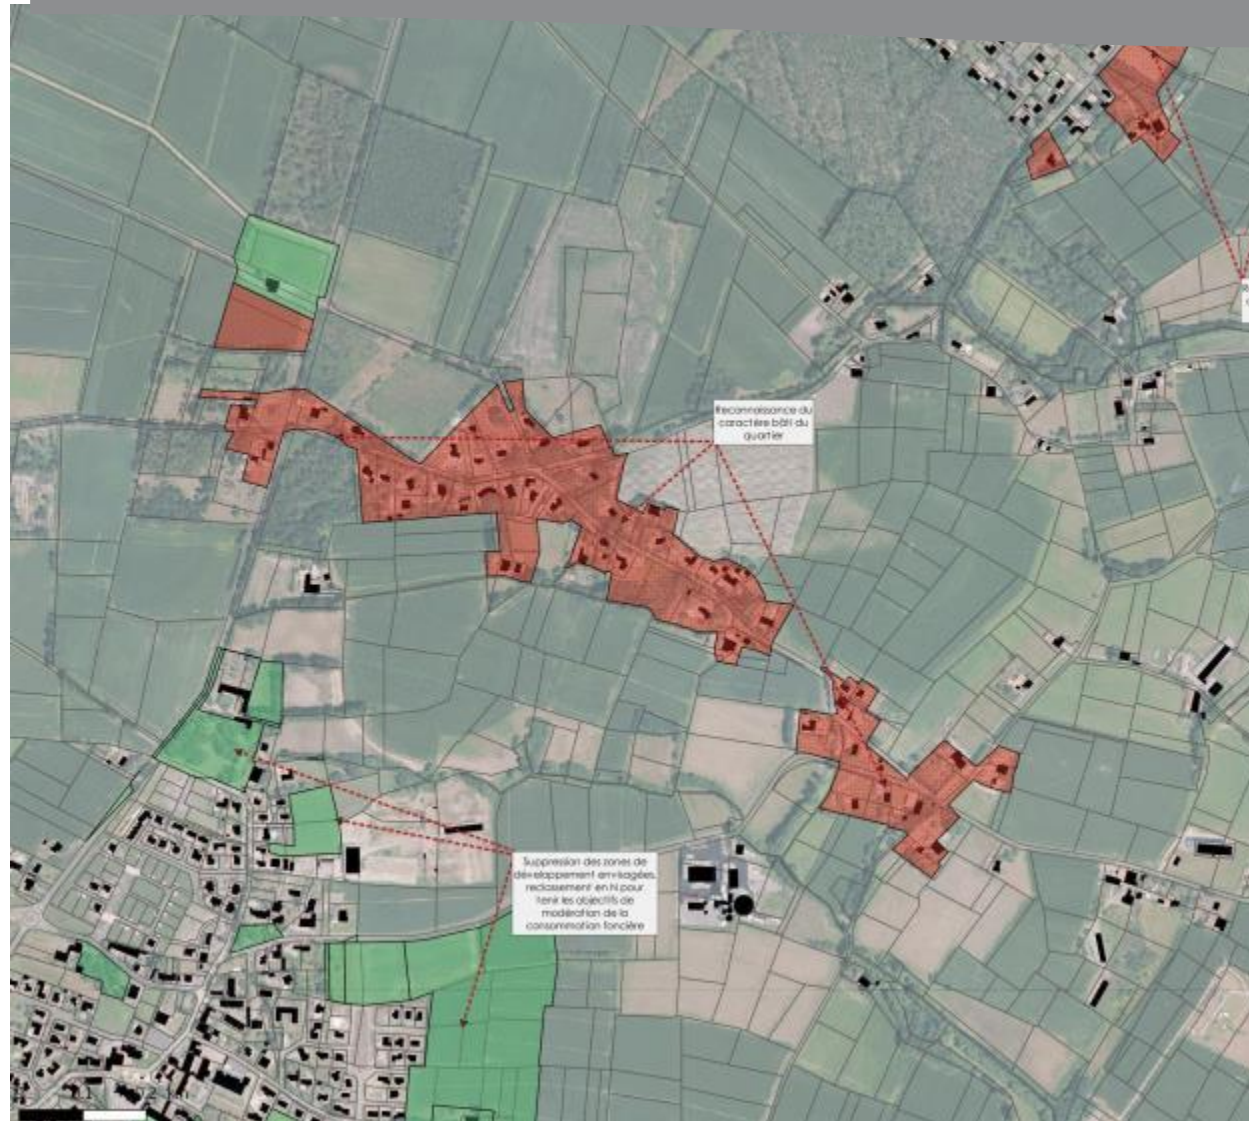 Reconnaissance du
caractère bâti du
quartier
Suppression des zones de
développement envisagées,
reclassement en N pour
tenir les objectifs de
modération de la
consommation foncière